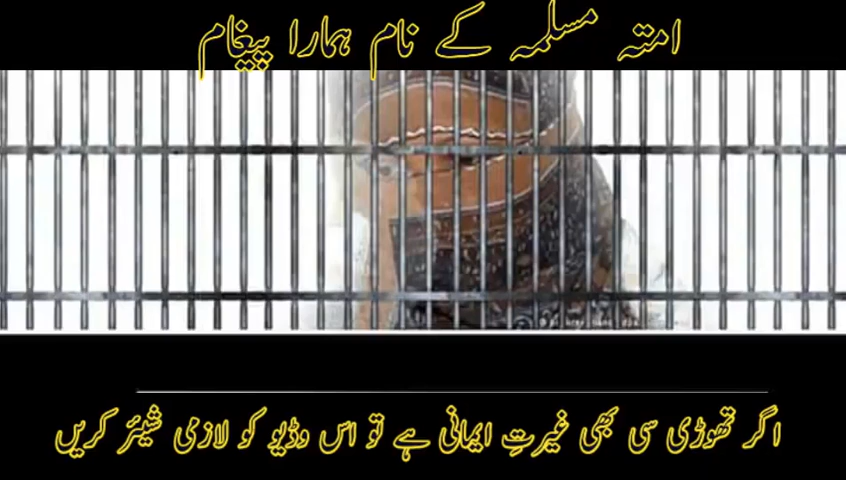 امتہ مسلمہ کے نام ہمارا پیغام
اگر تھوڑی سی بھی غیرتِ ایمانی ہے تو اس وڈیو کو لازمی شیئر کریں